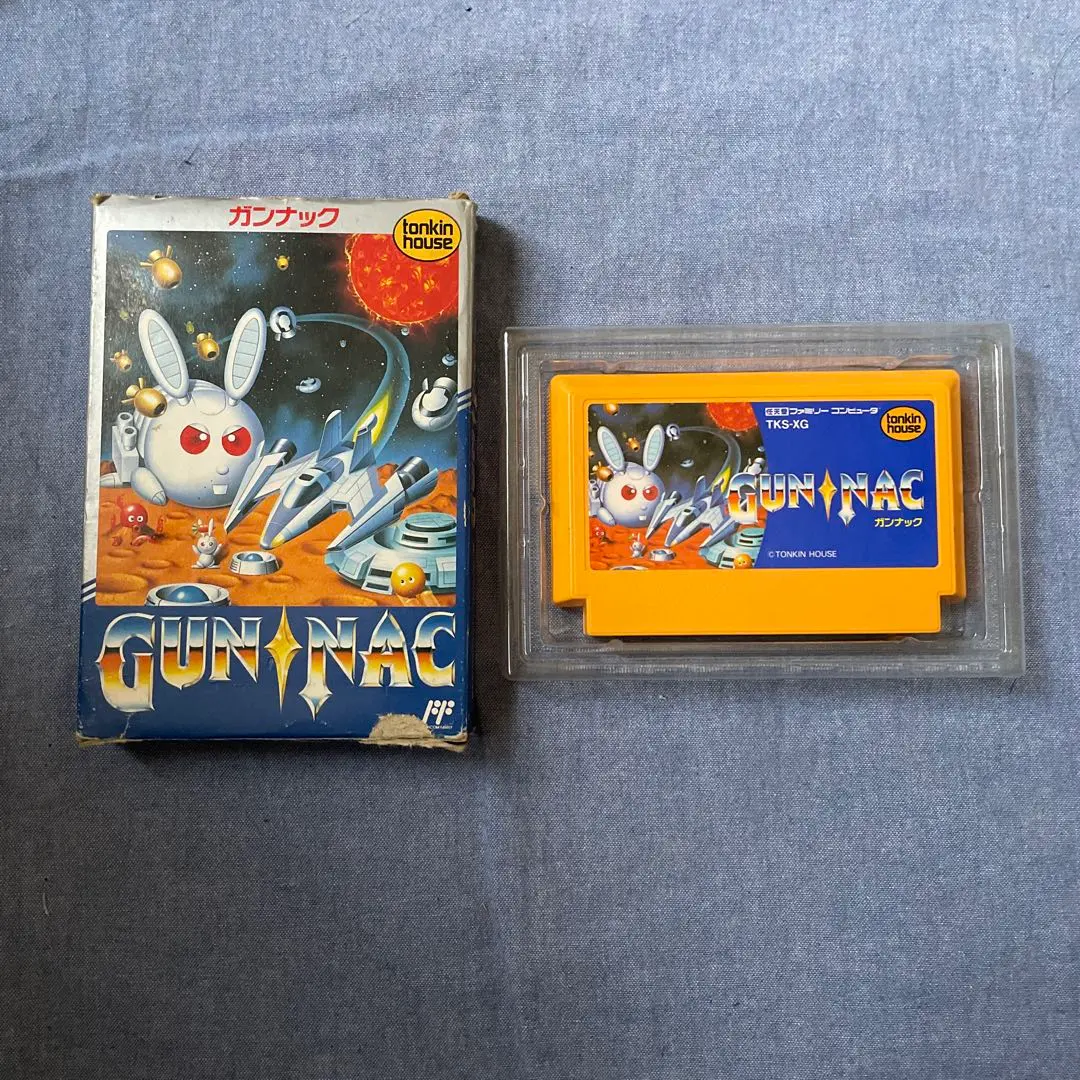 ガンナック
tonkin
house
GUN NAC
任天堂ファミリーコンピュータ
TKS-XG
tonkin
house
GUN NAC
ガンナック
©TONKIN HOUSE